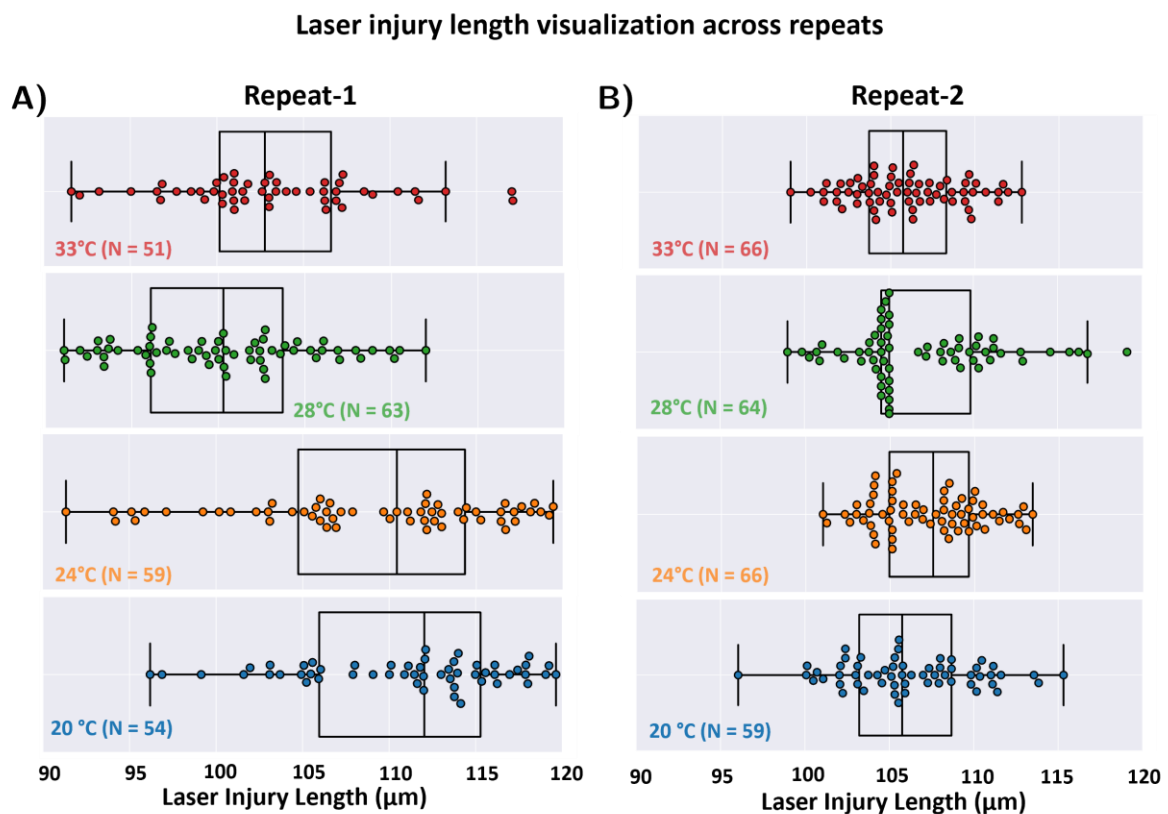 Laser injury length visualization across repeats
A)
Repeat-1
33°C (N = 51)
28°C (N = 63)
24°C (N = 59)
20 °C (N = 54)
90 95 100 105 110 115 120
Laser Injury Length (μm)
B)
Repeat-2
33°C (N = 66)
28°C (N = 64)
24°C (N = 66)
20 °C (N = 59)
90 95 100 105 110 115 120
Laser Injury Length (μm)